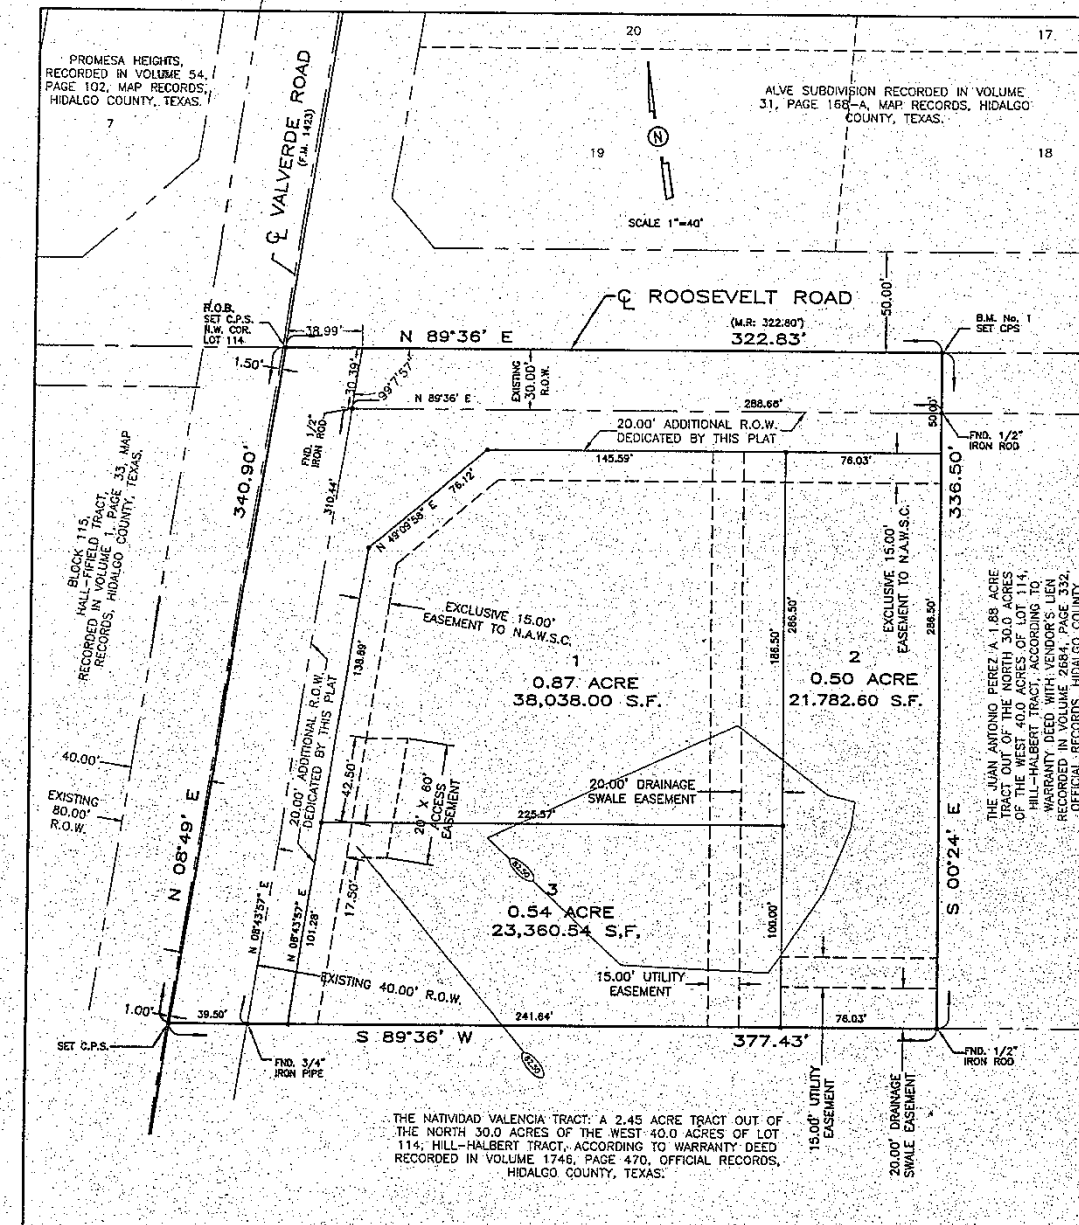 20
17
PROMESA HEIGHTS,
RECORDED IN VOLUME 54,
PAGE 102, MAP RECORDS,
HIDALGO COUNTY, TEXAS.
7
℄ VALVERDE ROAD
(F.M. 1423)
ALVE SUBDIVISION RECORDED IN VOLUME
31, PAGE 168-A, MAP RECORDS, HIDALGO
COUNTY, TEXAS.
N
19
18
SCALE 1"=40'
℄ ROOSEVELT ROAD
50.00'
P.O.B.
SET C.P.S.
N.W. COR.
LOT 114
38.99'
N 89°36' E
(M.R: 322.80')
322.83'
B.M. No. 1
SET CPS
1.50'
30.39'
99°7'57"
EXISTING
30.00'
R.O.W.
N 89°36' E
288.66'
50.00'
20.00' ADDITIONAL R.O.W.
DEDICATED BY THIS PLAT
FND. 1/2"
IRON ROD
FND. 1/2"
IRON ROD
145.59'
76.03'
340.90'
310.44'
76.12'
N 49°09'58" E
336.50'
BLOCK 115,
HALL-FIFIELD TRACT,
RECORDED IN VOLUME 1, PAGE 33, MAP
RECORDS, HIDALGO COUNTY, TEXAS.
EXCLUSIVE 15.00'
EASEMENT TO N.A.W.S.C.
EXCLUSIVE 15.00'
EASEMENT TO N.A.W.S.C.
138.89'
186.50'
286.50'
286.50'
1
0.87 ACRE
38,038.00 S.F.
2
0.50 ACRE
21.782.60 S.F.
THE JUAN ANTONIO PEREZ A 1.88 ACRE
TRACT OUT OF THE NORTH 30.0 ACRES
OF THE WEST 40.0 ACRES OF LOT 114,
HILL-HALBERT TRACT, ACCORDING TO
WARRANTY DEED WITH VENDOR'S LIEN
RECORDED IN VOLUME 2684, PAGE 332,
OFFICIAL RECORDS, HIDALGO COUNTY
20.00' ADDITIONAL R.O.W.
DEDICATED BY THIS PLAT
40.00'
EXISTING
80.00'
R.O.W.
42.50'
20' X 60'
ACCESS
EASEMENT
20.00' DRAINAGE
SWALE EASEMENT
225.57'
N 08°49' E
S 00°24' E
17.50'
82.50
3
0.54 ACRE
23,360.54 S.F.
100.00'
N 08°43'57" E
N 08°43'57" E
101.28'
EXISTING 40.00' R.O.W.
15.00' UTILITY
EASEMENT
1.00'
39.50'
SET C.P.S.
FND. 3/4"
IRON PIPE
S 89°36' W
241.64'
377.43'
76.03'
FND. 1/2"
IRON ROD
82.50
15.00' UTILITY
EASEMENT
20.00' DRAINAGE
SWALE EASEMENT
THE NATIVIDAD VALENCIA TRACT: A 2.45 ACRE TRACT OUT OF
THE NORTH 30.0 ACRES OF THE WEST 40.0 ACRES OF LOT
114, HILL-HALBERT TRACT, ACCORDING TO WARRANTY DEED
RECORDED IN VOLUME 1746, PAGE 470, OFFICIAL RECORDS,
HIDALGO COUNTY, TEXAS.